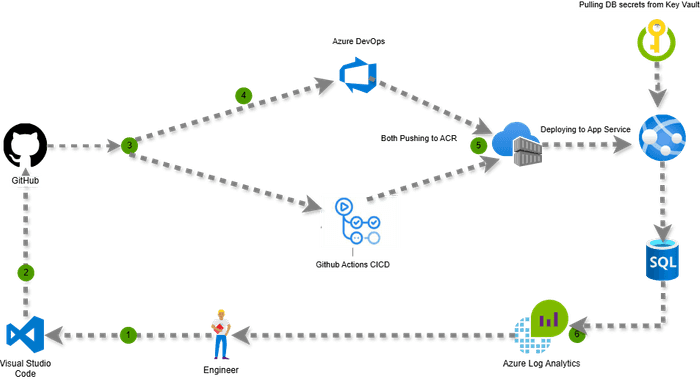 Pulling DB secrets from Key Vault
Azure DevOps
4
Both Pushing to ACR
Deploying to App Service
3
5
GitHub
Github Actions CICD
2
SQL
1
6
Visual Studio
Code
Engineer
Azure Log Analytics